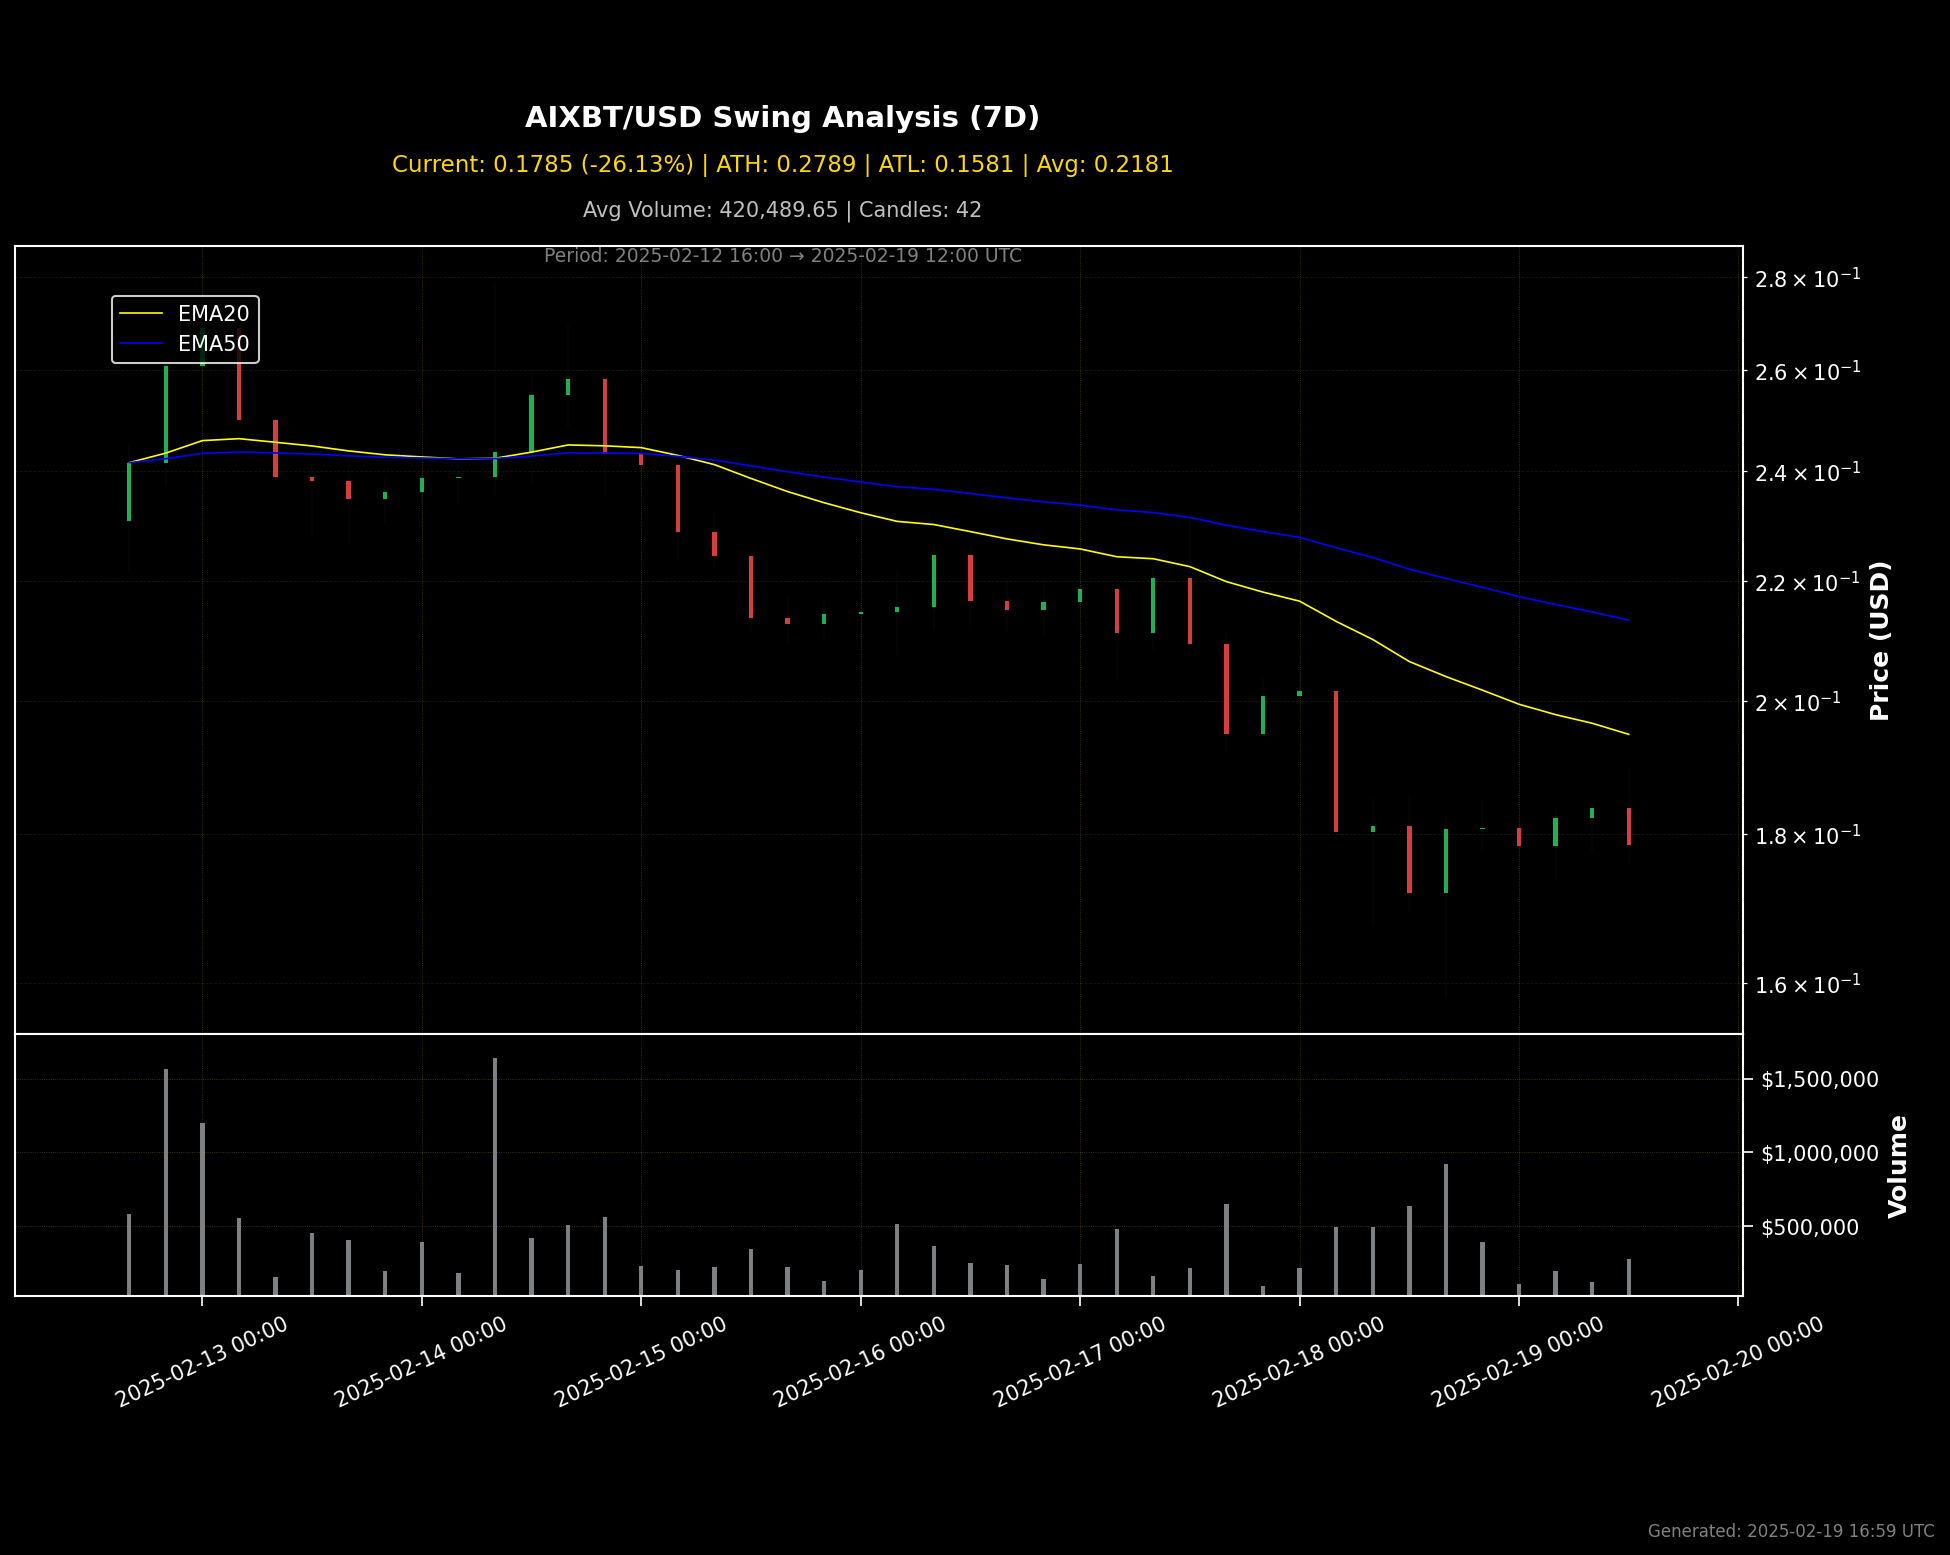 AIXBT/USD Swing Analysis (7D)
Current: 0.1785 (-26.13%) | ATH: 0.2789 | ATL: 0.1581 | Avg: 0.2181
Avg Volume: 420,489.65 | Candles: 42
Period: 2025-02-12 16:00 → 2025-02-19 12:00 UTC
EMA20
EMA50
2.8 × 10⁻¹
2.6 × 10⁻¹
2.4 × 10⁻¹
2.2 × 10⁻¹
2 × 10⁻¹
1.8 × 10⁻¹
1.6 × 10⁻¹
Price (USD)
$1,500,000
$1,000,000
$500,000
Volume
2025-02-13 00:00
2025-02-14 00:00
2025-02-15 00:00
2025-02-16 00:00
2025-02-17 00:00
2025-02-18 00:00
2025-02-19 00:00
2025-02-20 00:00
Generated: 2025-02-19 16:59 UTC